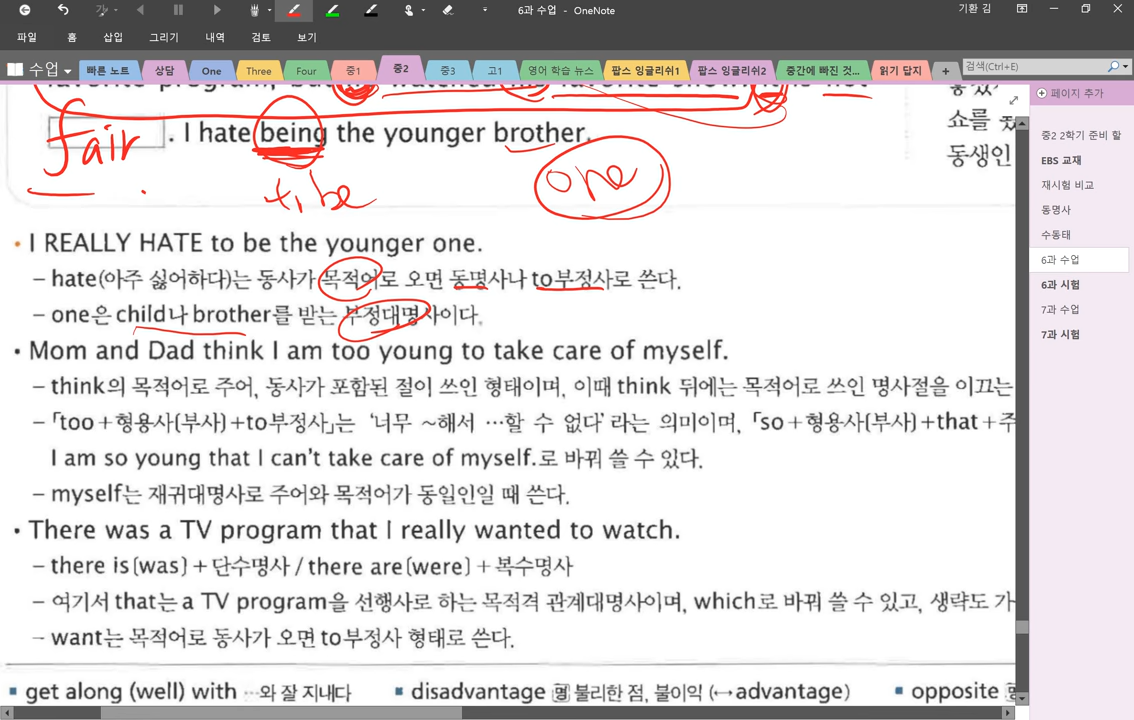 6과 수업 - OneNote
기환 김
파일 홈 삽입 그리기 내역 검토 보기
수업 빠른 노트 상담 One Three Four 중1 중2 중3 고1 영어 학습 뉴스 팝스 잉글리쉬1 팝스 잉글리쉬2 중간에 빠진 것... 읽기 답지 + 검색(Ctrl+E)
favorite program, but
watched
not
fair . I hate being the younger brother.
to be
one
쇼를
동생인
• I REALLY HATE to be the younger one.
– hate(아주 싫어하다)는 동사가 목적어로 오면 동명사나 to부정사로 쓴다.
– one은 child나 brother를 받는 부정대명사이다.
• Mom and Dad think I am too young to take care of myself.
– think의 목적어로 주어, 동사가 포함된 절이 쓰인 형태이며, 이때 think 뒤에는 목적어로 쓰인 명사절을 이끄는
– 「too+형용사(부사)+to부정사」는 ‘너무 ~해서 …할 수 없다’라는 의미이며, 「so+형용사(부사)+that+주
I am so young that I can’t take care of myself.로 바꿔 쓸 수 있다.
– myself는 재귀대명사로 주어와 목적어가 동일인일 때 쓴다.
• There was a TV program that I really wanted to watch.
– there is(was)+단수명사 / there are(were)+복수명사
– 여기서 that는 a TV program을 선행사로 하는 목적격 관계대명사이며, which로 바꿔 쓸 수 있고, 생략도 가
– want는 목적어로 동사가 오면 to부정사 형태로 쓴다.
■ get along (well) with …와 잘 지내다 ■ disadvantage 명 불리한 점, 불이익 (↔advantage) ■ opposite 명
페이지 추가
중2 2학기 준비 할
EBS 교재
재시험 비교
동명사
수동태
6과 수업
6과 시험
7과 수업
7과 시험